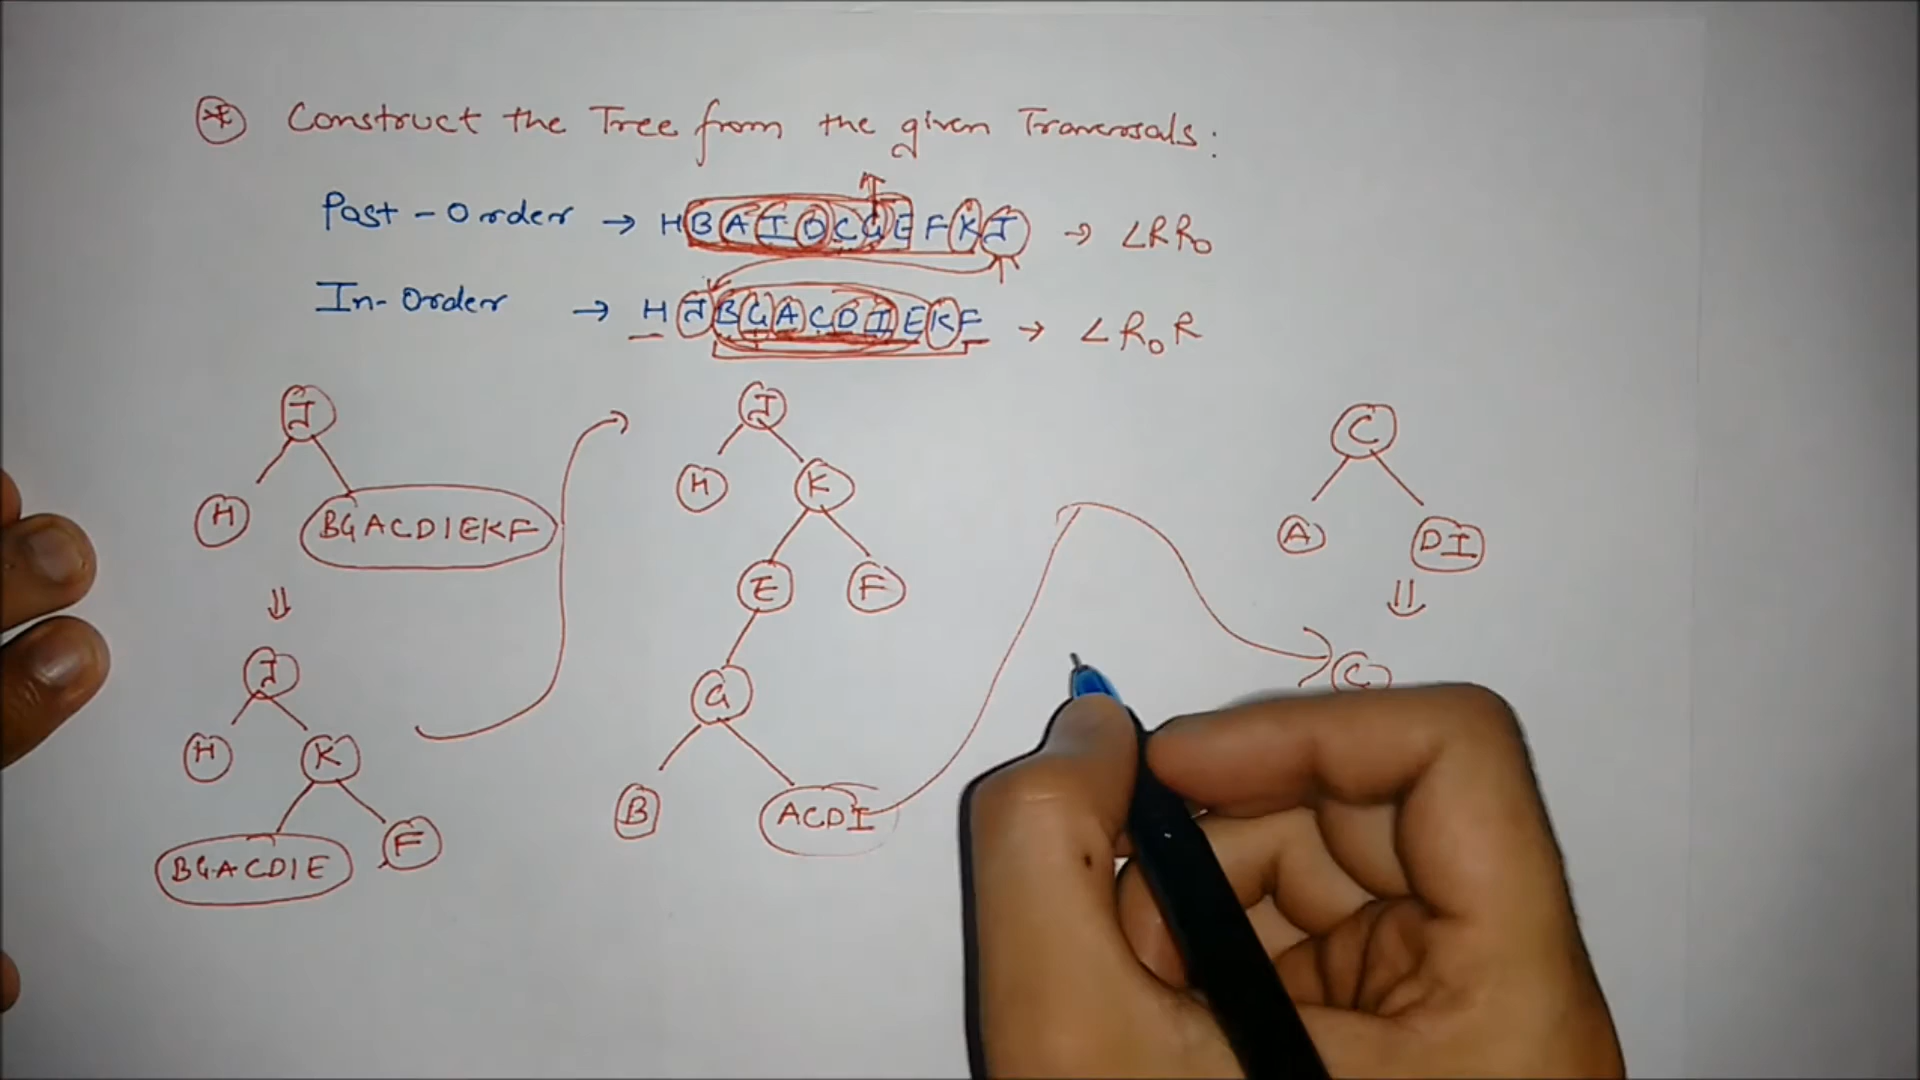 * Construct the Tree from the given Traversals:
Post-Order → HBAIDCGEFKJ → LRR₀
In-Order → HJBGACDIEKF → LR₀R
J
H BGACDIEKF
⇓
J
H K
BGACDIE F
J
H K
E F
G
B ACDI
C
A DI
⇓
C